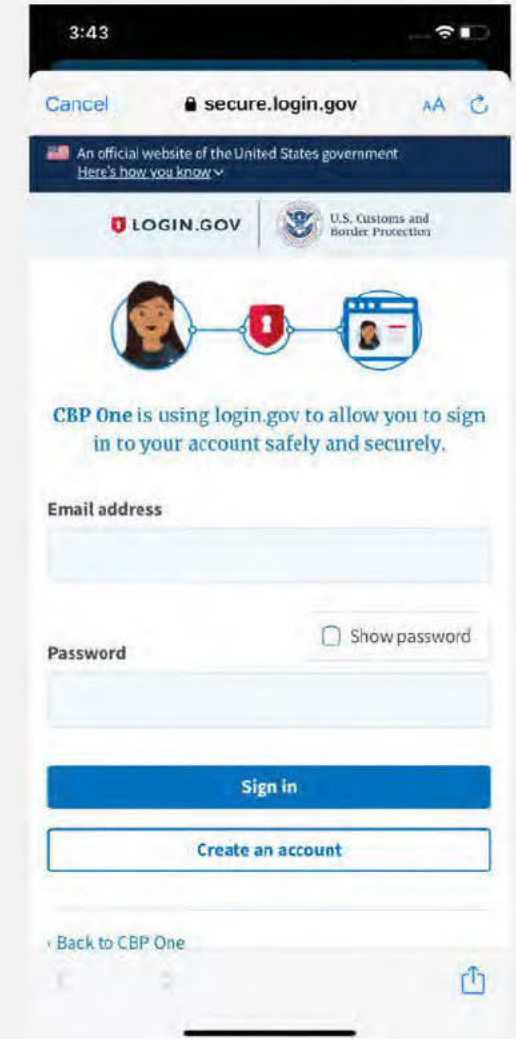 3:43
Cancel secure.login.gov AA
An official website of the United States government
Here's how you know
LOGIN.GOV
U.S. Customs and
Border Protection
CBP One is using login.gov to allow you to sign
in to your account safely and securely.
Email address
Show password
Password
Sign in
Create an account
‹ Back to CBP One